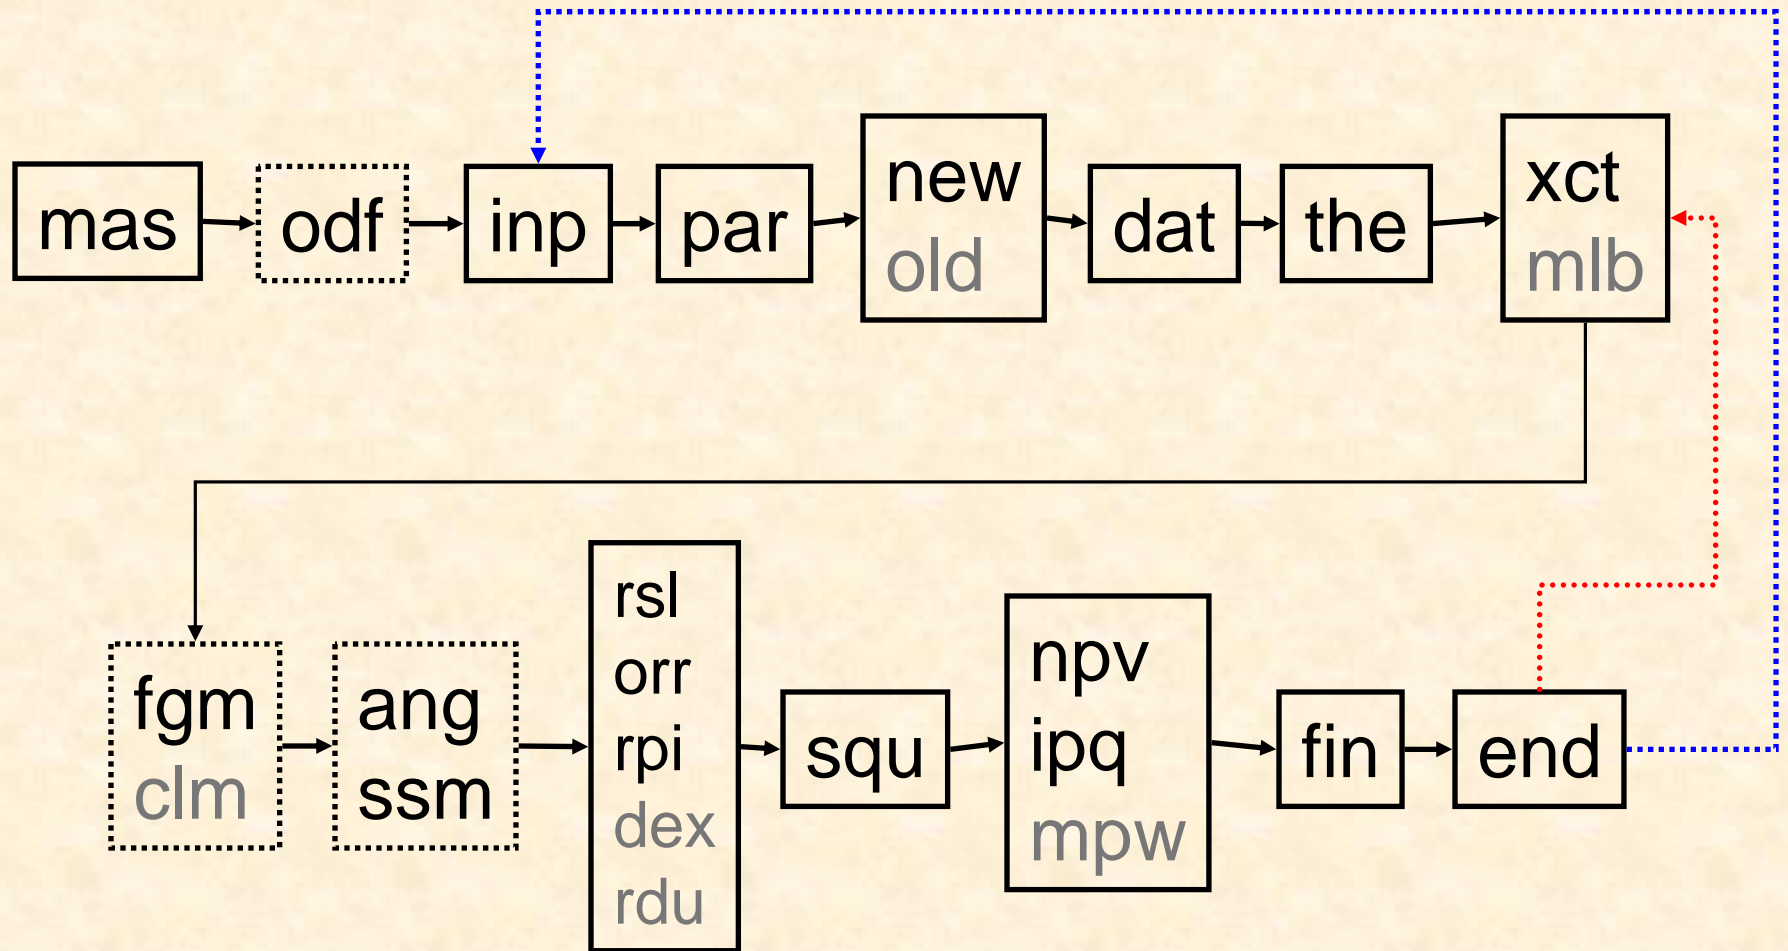 mas
odf
inp
par
new
old
dat
the
xct
mlb
fgm
clm
ang
ssm
rsl
orr
rpi
dex
rdu
squ
npv
ipq
mpw
fin
end